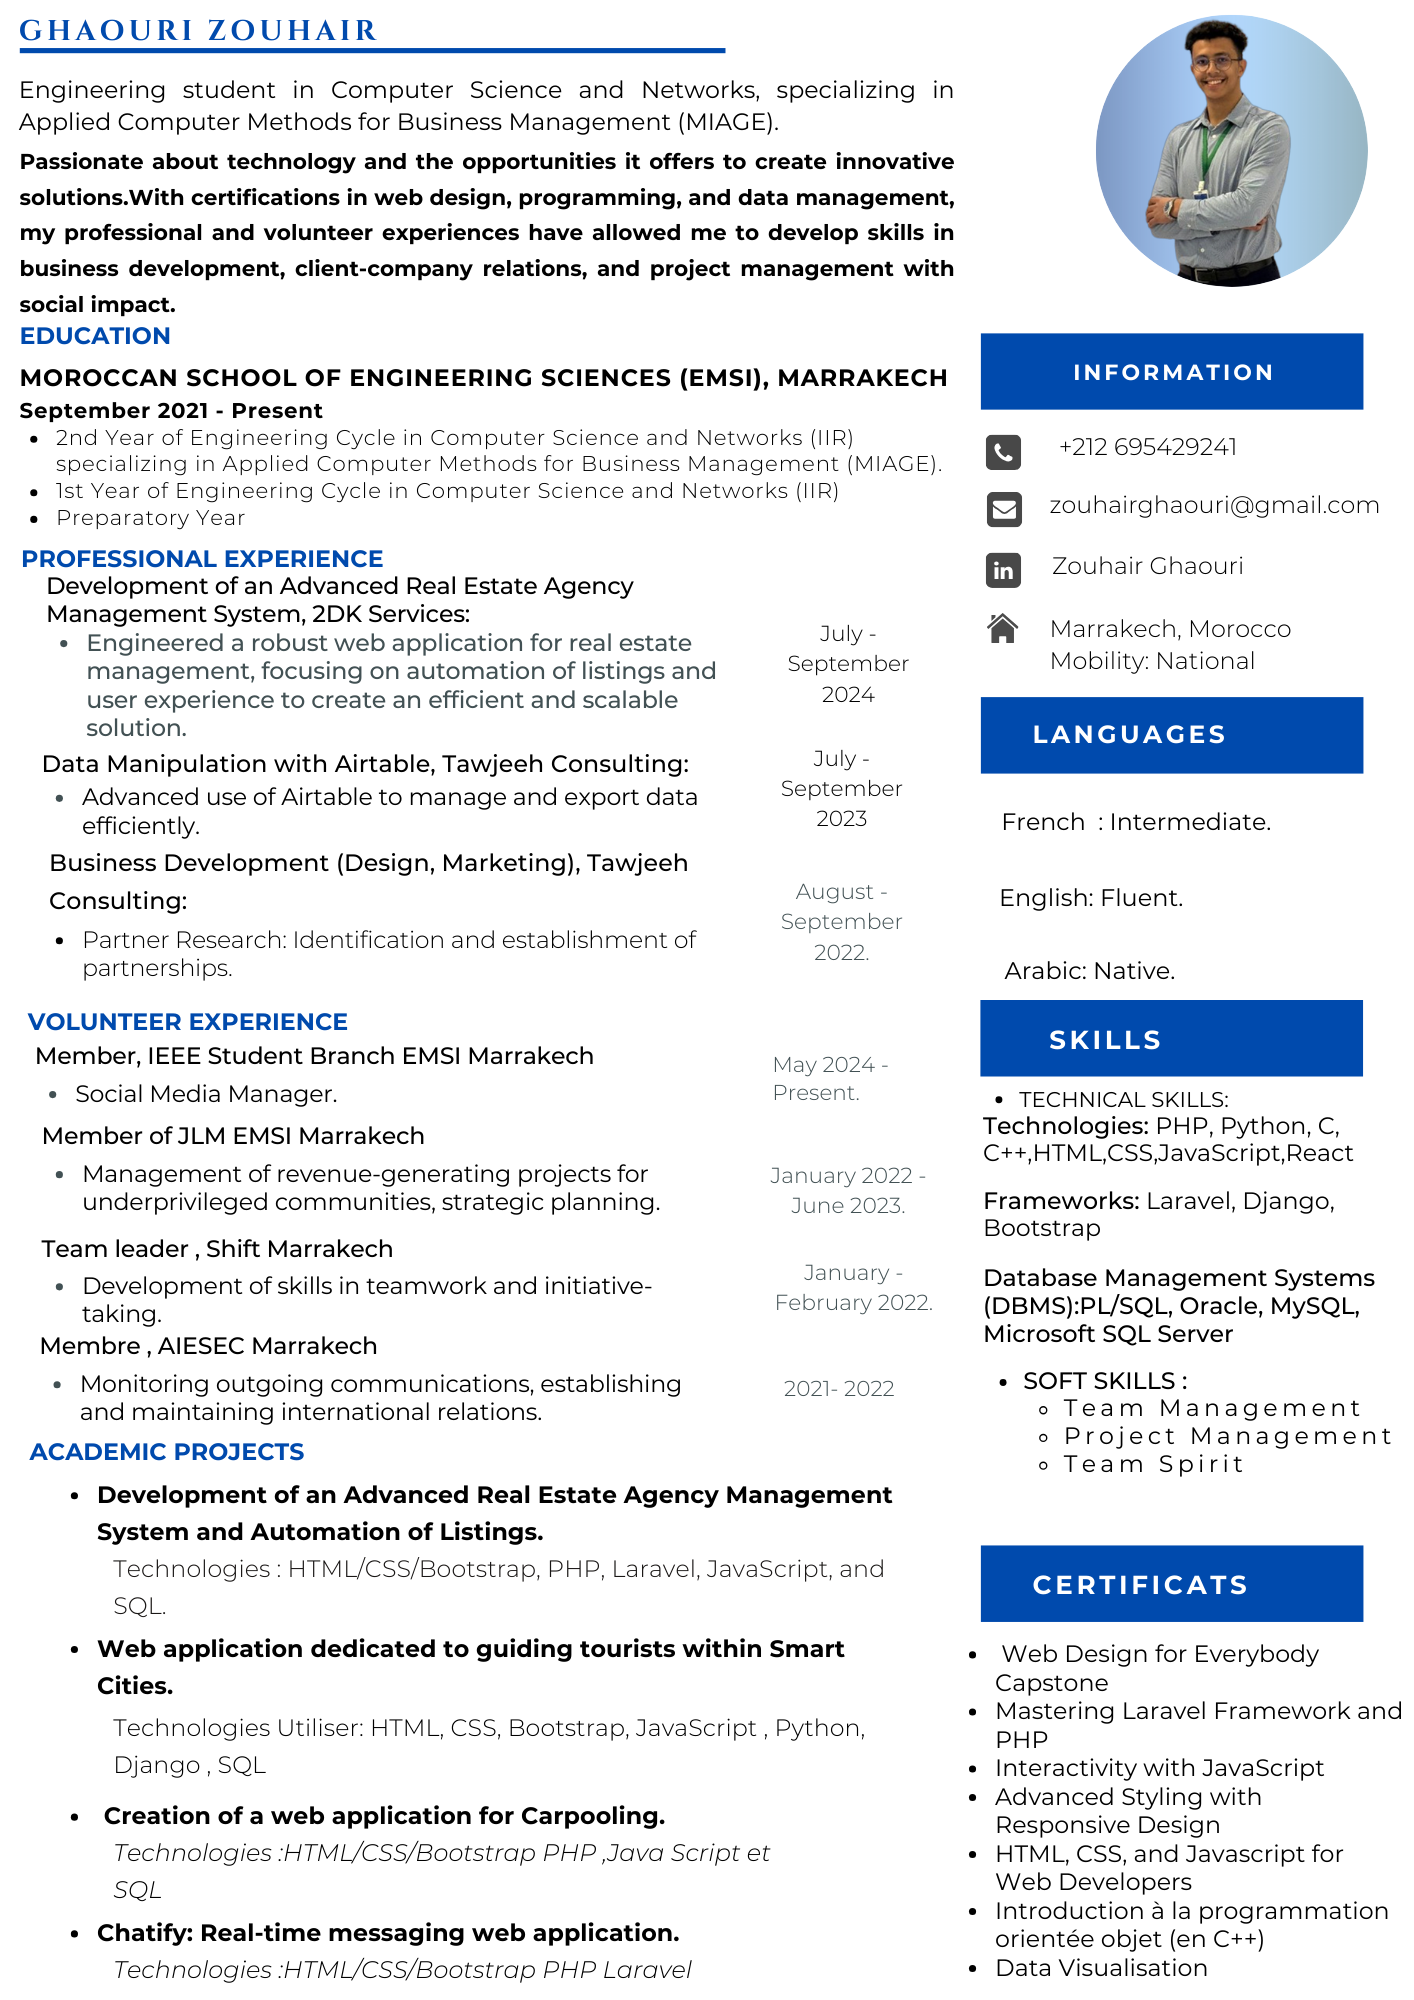 GHAOURI ZOUHAIR
Engineering student in Computer Science and Networks, specializing in
Applied Computer Methods for Business Management (MIAGE).
Passionate about technology and the opportunities it offers to create innovative
solutions.With certifications in web design, programming, and data management,
my professional and volunteer experiences have allowed me to develop skills in
business development, client-company relations, and project management with
social impact.
EDUCATION
MOROCCAN SCHOOL OF ENGINEERING SCIENCES (EMSI), MARRAKECH
September 2021 - Present
• 2nd Year of Engineering Cycle in Computer Science and Networks (IIR)
specializing in Applied Computer Methods for Business Management (MIAGE).
• 1st Year of Engineering Cycle in Computer Science and Networks (IIR)
• Preparatory Year
PROFESSIONAL EXPERIENCE
Development of an Advanced Real Estate Agency
Management System, 2DK Services:
• Engineered a robust web application for real estate
management, focusing on automation of listings and
user experience to create an efficient and scalable
solution.
July -
September
2024
Data Manipulation with Airtable, Tawjeeh Consulting:
• Advanced use of Airtable to manage and export data
efficiently.
July -
September
2023
Business Development (Design, Marketing), Tawjeeh
Consulting:
• Partner Research: Identification and establishment of
partnerships.
August -
September
2022.
VOLUNTEER EXPERIENCE
Member, IEEE Student Branch EMSI Marrakech
• Social Media Manager.
May 2024 -
Present.
Member of JLM EMSI Marrakech
• Management of revenue-generating projects for
underprivileged communities, strategic planning.
January 2022 -
June 2023.
Team leader , Shift Marrakech
• Development of skills in teamwork and initiative-
taking.
January -
February 2022.
Membre , AIESEC Marrakech
• Monitoring outgoing communications, establishing
and maintaining international relations.
2021- 2022
ACADEMIC PROJECTS
• Development of an Advanced Real Estate Agency Management
System and Automation of Listings.
Technologies : HTML/CSS/Bootstrap, PHP, Laravel, JavaScript, and
SQL.
• Web application dedicated to guiding tourists within Smart
Cities.
Technologies Utiliser: HTML, CSS, Bootstrap, JavaScript , Python,
Django , SQL
• Creation of a web application for Carpooling.
Technologies :HTML/CSS/Bootstrap PHP ,Java Script et
SQL
• Chatify: Real-time messaging web application.
Technologies :HTML/CSS/Bootstrap PHP Laravel
INFORMATION
+212 695429241
zouhairghaouri@gmail.com
in
Zouhair Ghaouri
Marrakech, Morocco
Mobility: National
LANGUAGES
French : Intermediate.
English: Fluent.
Arabic: Native.
SKILLS
• TECHNICAL SKILLS:
Technologies: PHP, Python, C,
C++,HTML,CSS,JavaScript,React
Frameworks: Laravel, Django,
Bootstrap
Database Management Systems
(DBMS):PL/SQL, Oracle, MySQL,
Microsoft SQL Server
• SOFT SKILLS :
◦ Team Management
◦ Project Management
◦ Team Spirit
CERTIFICATS
• Web Design for Everybody
Capstone
• Mastering Laravel Framework and
PHP
• Interactivity with JavaScript
• Advanced Styling with
Responsive Design
• HTML, CSS, and Javascript for
Web Developers
• Introduction à la programmation
orientée objet (en C++)
• Data Visualisation